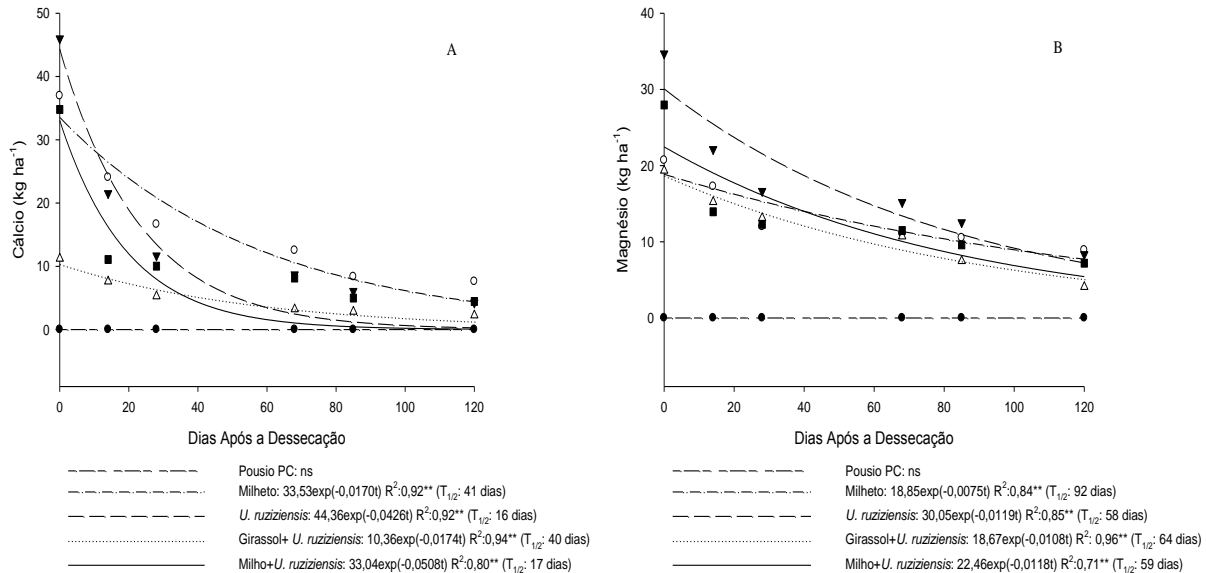 A
Cálcio (kg ha⁻¹)
50
40
30
20
10
0
0 20 40 60 80 100 120
Dias Após a Dessecação
Pousio PC: ns
Milheto: 33,53exp(-0,0170t) R²:0,92** (T₁/₂: 41 dias)
U. ruziziensis: 44,36exp(-0,0426t) R²:0,92** (T₁/₂: 16 dias)
Girassol+ U. ruziziensis: 10,36exp(-0,0174t) R²:0,94** (T₁/₂: 40 dias)
Milho+U. ruziziensis: 33,04exp(-0,0508t) R²:0,80** (T₁/₂: 17 dias)
B
Magnésio (kg ha⁻¹)
40
30
20
10
0
0 20 40 60 80 100 120
Dias Após a Dessecação
Pousio PC: ns
Milheto: 18,85exp(-0,0075t) R²:0,84** (T₁/₂: 92 dias)
U. ruziziensis: 30,05exp(-0,0119t) R²:0,85** (T₁/₂: 58 dias)
Girassol+U. ruziziensis: 18,67exp(-0,0108t) R²: 0,96** (T₁/₂: 64 dias)
Milho+U. ruziziensis: 22,46exp(-0,0118t) R²:0,71** (T₁/₂: 59 dias)